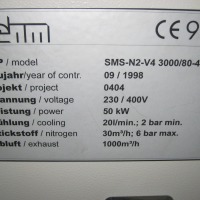 ehm CE 9
P / model SMS-N2-V4 3000/80-4
ujahr/year of contr. 09 / 1998
ojekt / project 0404
annung / voltage 230 / 400V
istung / power 50 kW
ühlung / cooling 20l/min.; 2 bar min.
ickstoff / nitrogen 30m³/h; 6 bar max.
bluft / exhaust 1000m³/h